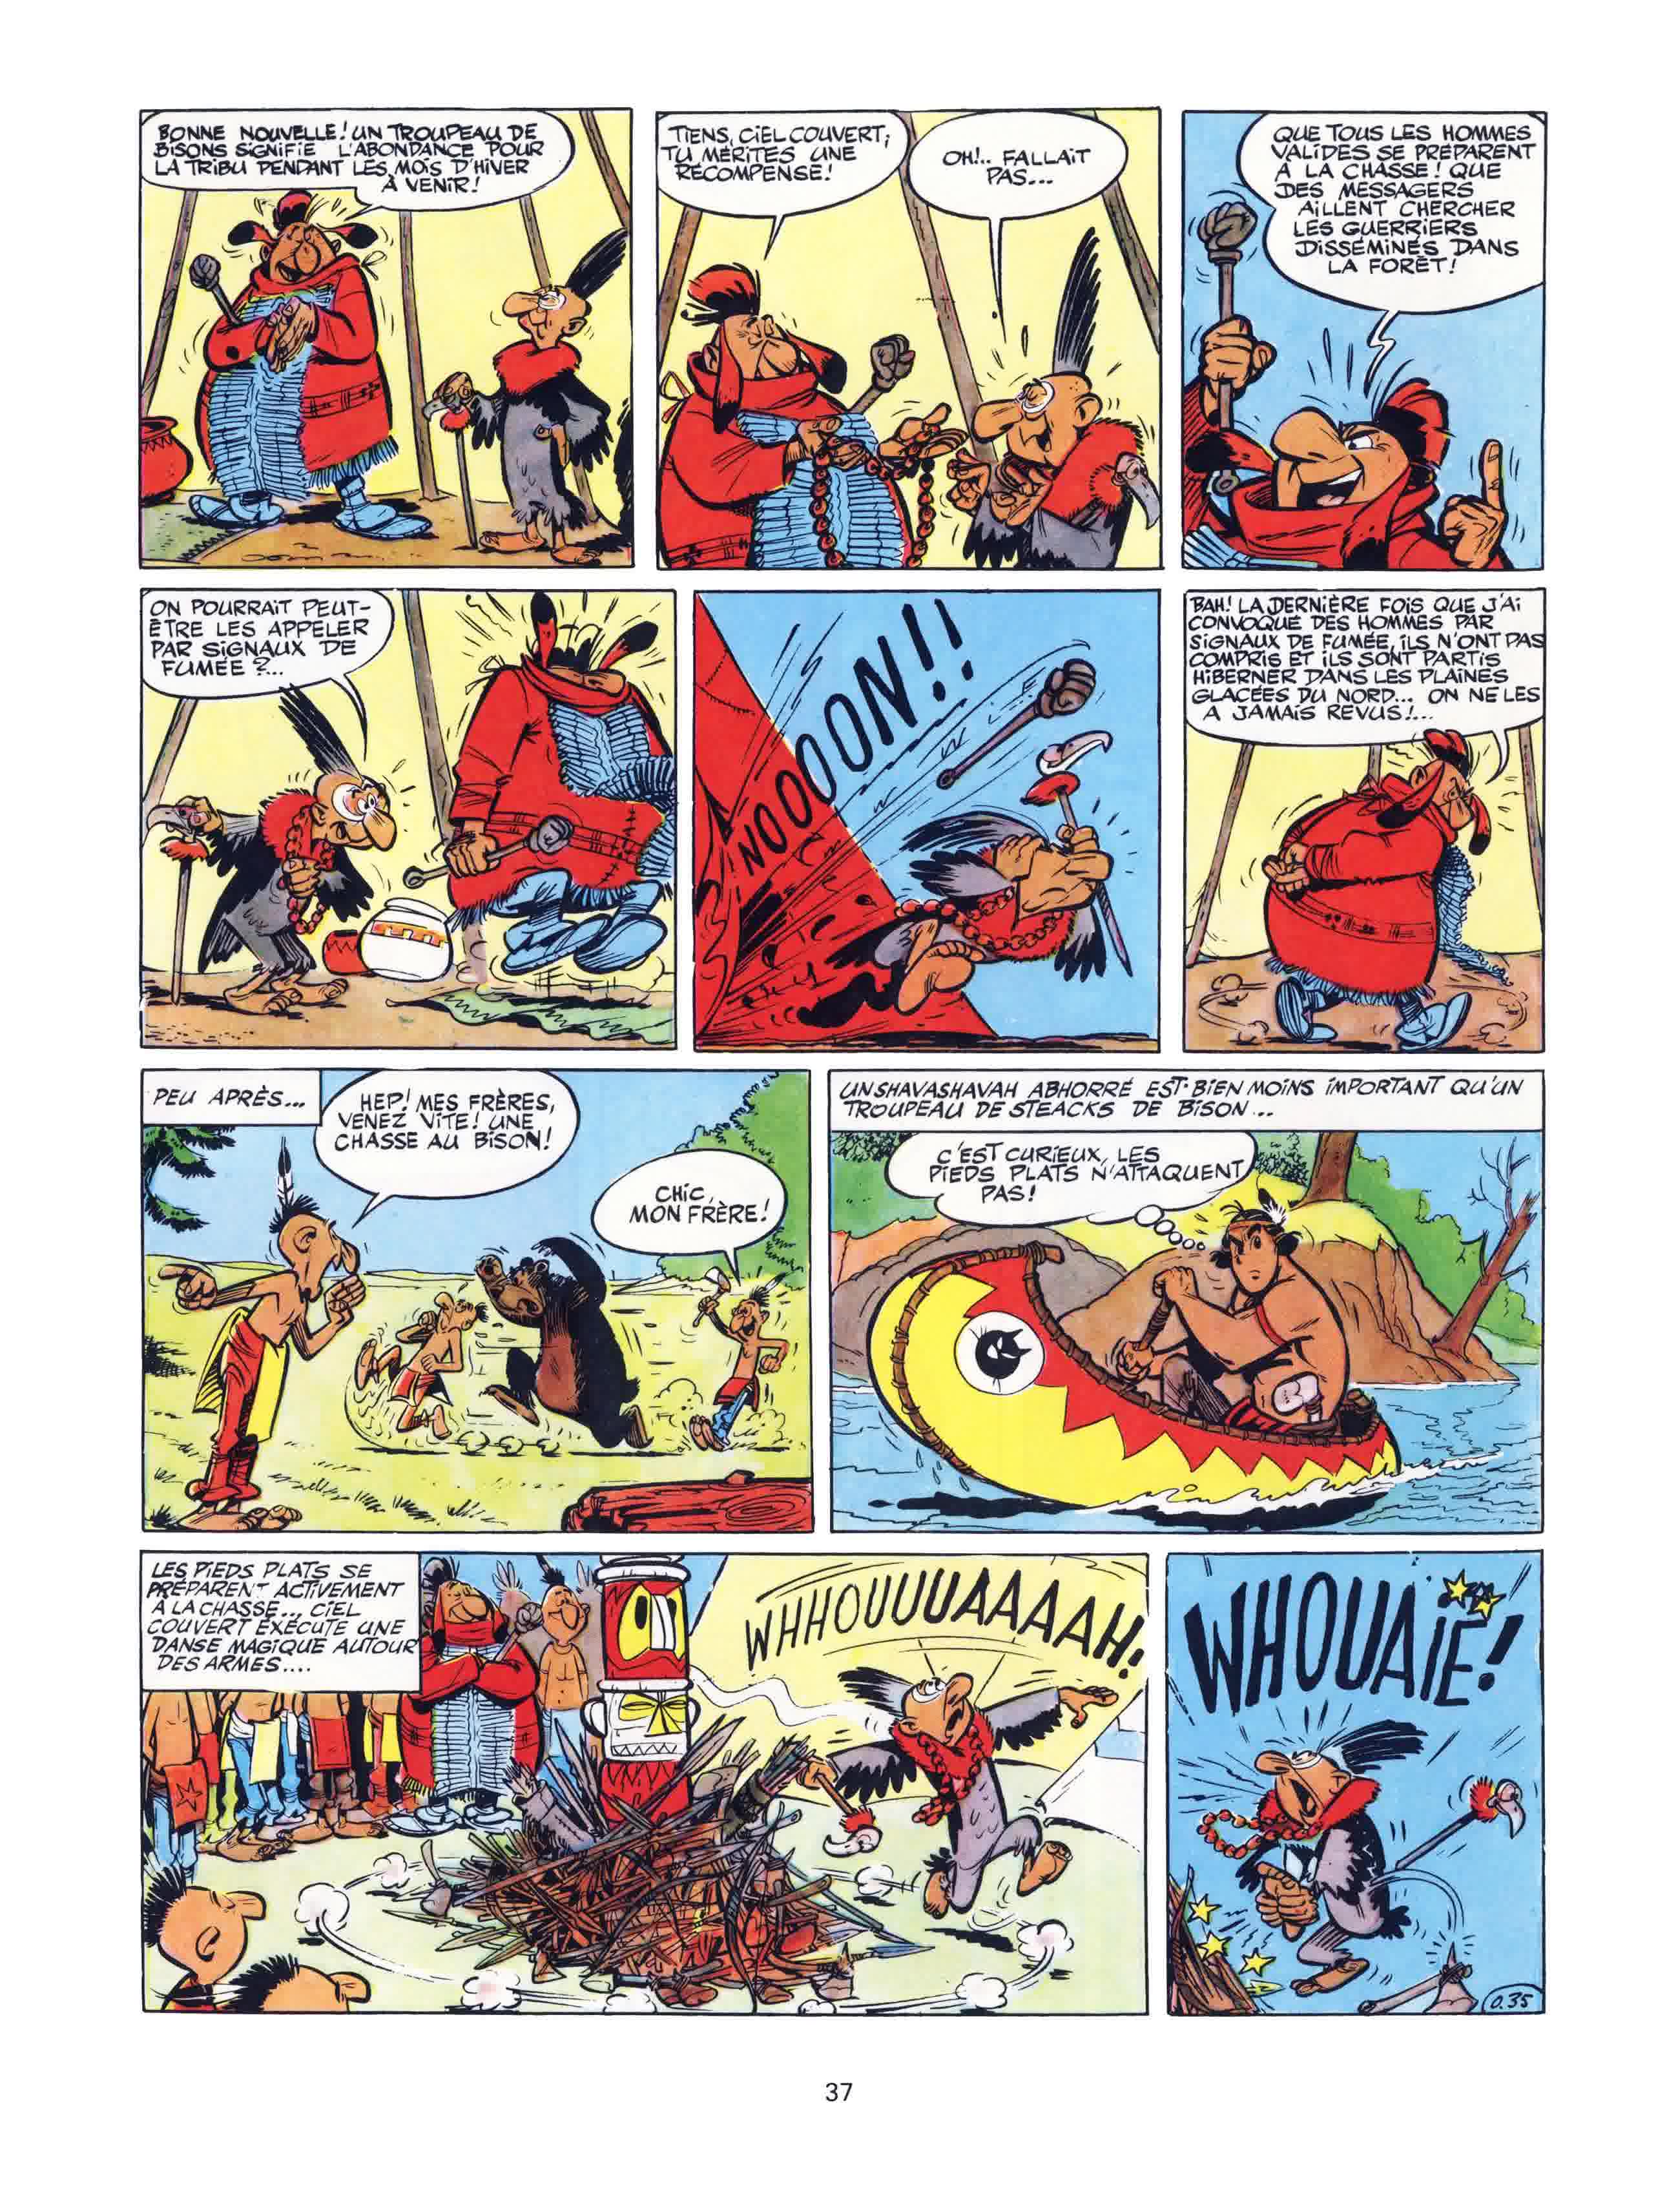 BONNE NOUVELLE! UN TROUPEAU DE
BISONS SIGNIFIE L'ABONDANCE POUR
LA TRIBU PENDANT LES MOIS D'HIVER
À VENIR!
TIENS, CIEL COUVERT;
TU MÉRITES UNE
RÉCOMPENSE!
OH!.. FALLAIT
PAS...
QUE TOUS LES HOMMES
VALIDES SE PRÉPARENT
A LA CHASSE! QUE
DES MESSAGERS
AILLENT CHERCHER
LES GUERRIERS
DISSÉMINÉS DANS
LA FORÊT!
ON POURRAIT PEUT-
ÊTRE LES APPELER
PAR SIGNAUX DE
FUMÉE ?...
NOOOON!!
BAH! LA DERNIÈRE FOIS QUE J'AI
CONVOQUÉ DES HOMMES PAR
SIGNAUX DE FUMÉE, ILS N'ONT PAS
COMPRIS ET ILS SONT PARTIS
HIBERNER DANS LES PLAINES
GLACÉES DU NORD... ON NE LES
A JAMAIS REVUS!...
PEU APRÈS...
HEP! MES FRÈRES,
VENEZ VITE! UNE
CHASSE AU BISON!
CHIC,
MON FRÈRE!
UN SHAVASHAVAH ABHORRÉ EST BIEN MOINS IMPORTANT QU'UN
TROUPEAU DE STEACKS DE BISON...
C'EST CURIEUX, LES
PIEDS PLATS N'ATTAQUENT
PAS!
LES PIEDS PLATS SE
PRÉPARENT ACTIVEMENT
A LA CHASSE... CIEL
COUVERT EXÉCUTE UNE
DANSE MAGIQUE AUTOUR
DES ARMES....
WHHOUUUUAAAAAH!
WHOUAÏE!
0.35
37